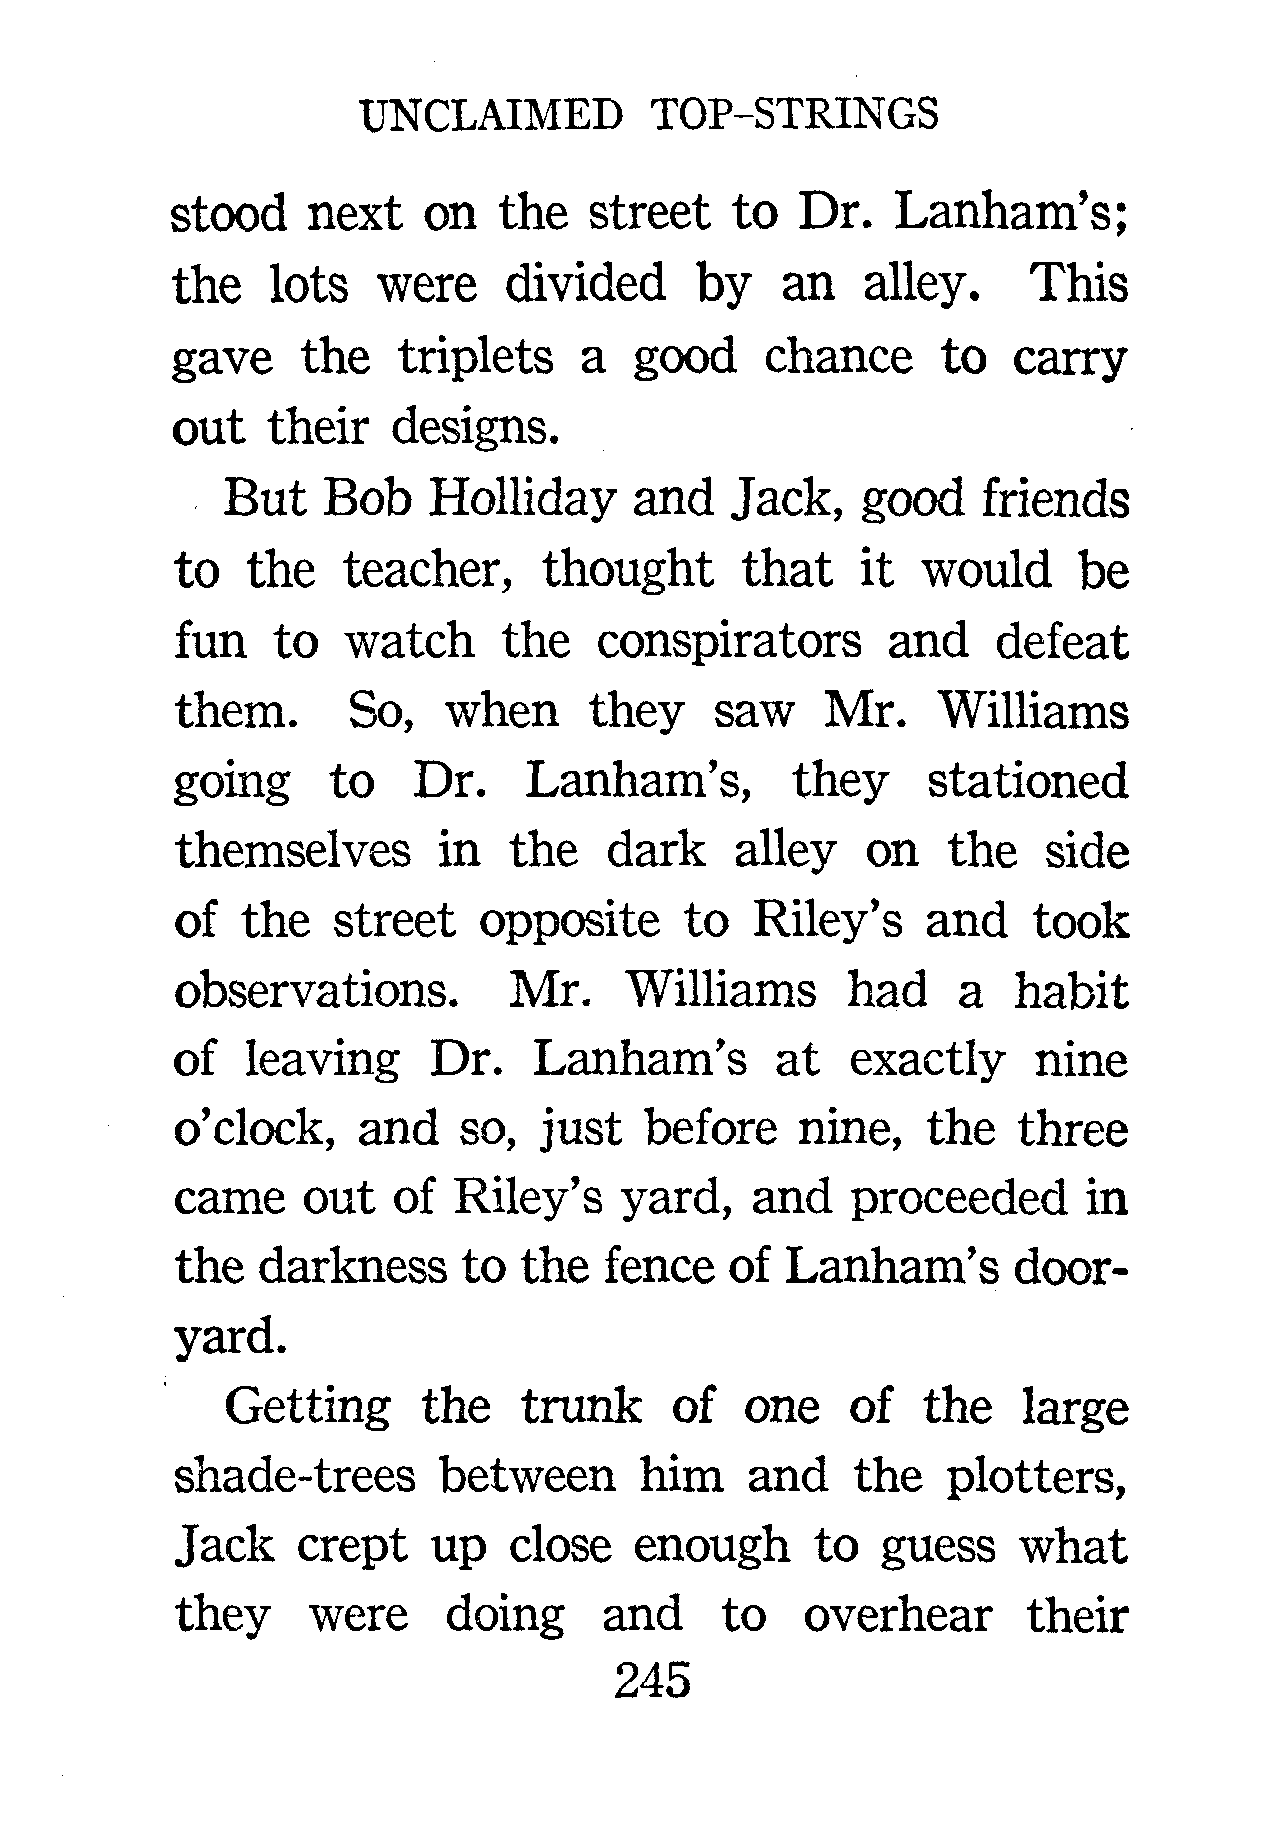 UNCLAIMED TOP-STRINGS
stood next on the street to Dr. Lanham's;
the lots were divided by an alley. This
gave the triplets a good chance to carry
out their designs.
But Bob Holliday and Jack, good friends
to the teacher, thought that it would be
fun to watch the conspirators and defeat
them. So, when they saw Mr. Williams
going to Dr. Lanham's, they stationed
themselves in the dark alley on the side
of the street opposite to Riley's and took
observations. Mr. Williams had a habit
of leaving Dr. Lanham's at exactly nine
o'clock, and so, just before nine, the three
came out of Riley's yard, and proceeded in
the darkness to the fence of Lanham's door-
yard.
Getting the trunk of one of the large
shade-trees between him and the plotters,
Jack crept up close enough to guess what
they were doing and to overhear their
245